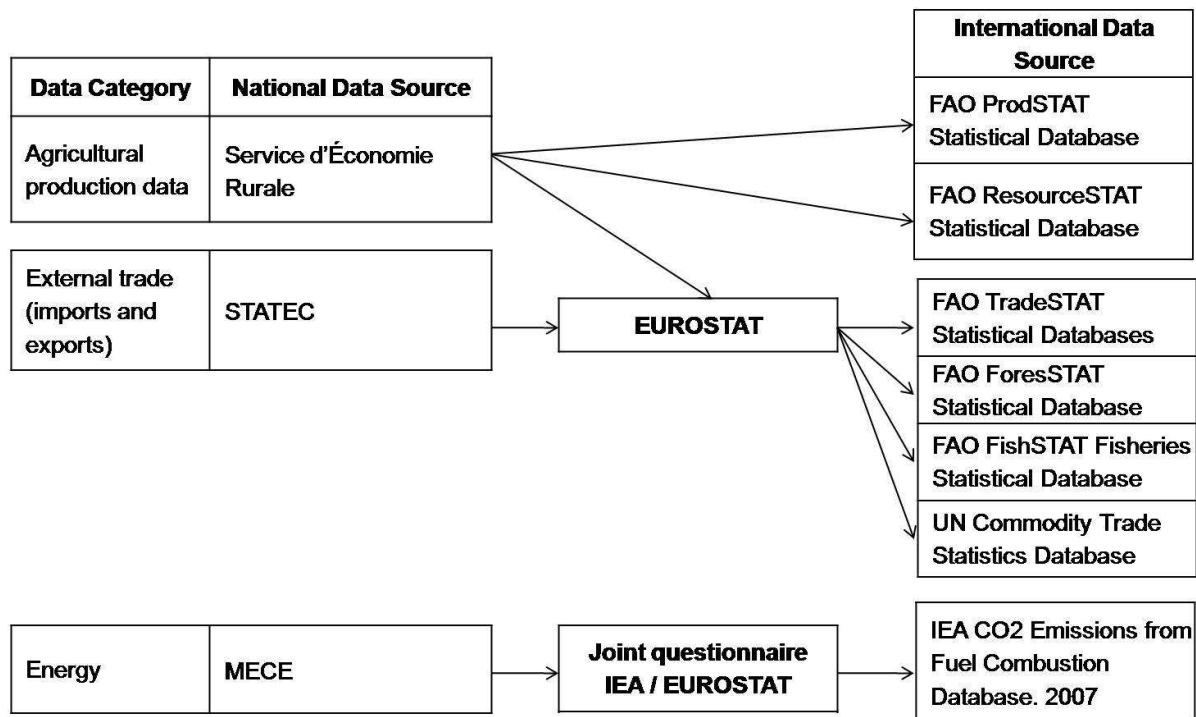 International Data
Source
Data Category
National Data Source
FAO ProdSTAT
Statistical Database
Agricultural
production data
Service d’Économie
Rurale
FAO ResourceSTAT
Statistical Database
External trade
(imports and
exports)
STATEC
EUROSTAT
FAO TradeSTAT
Statistical Databases
FAO ForesSTAT
Statistical Database
FAO FishSTAT Fisheries
Statistical Database
UN Commodity Trade
Statistics Database
Energy
MECE
Joint questionnaire
IEA / EUROSTAT
IEA CO2 Emissions from
Fuel Combustion
Database. 2007